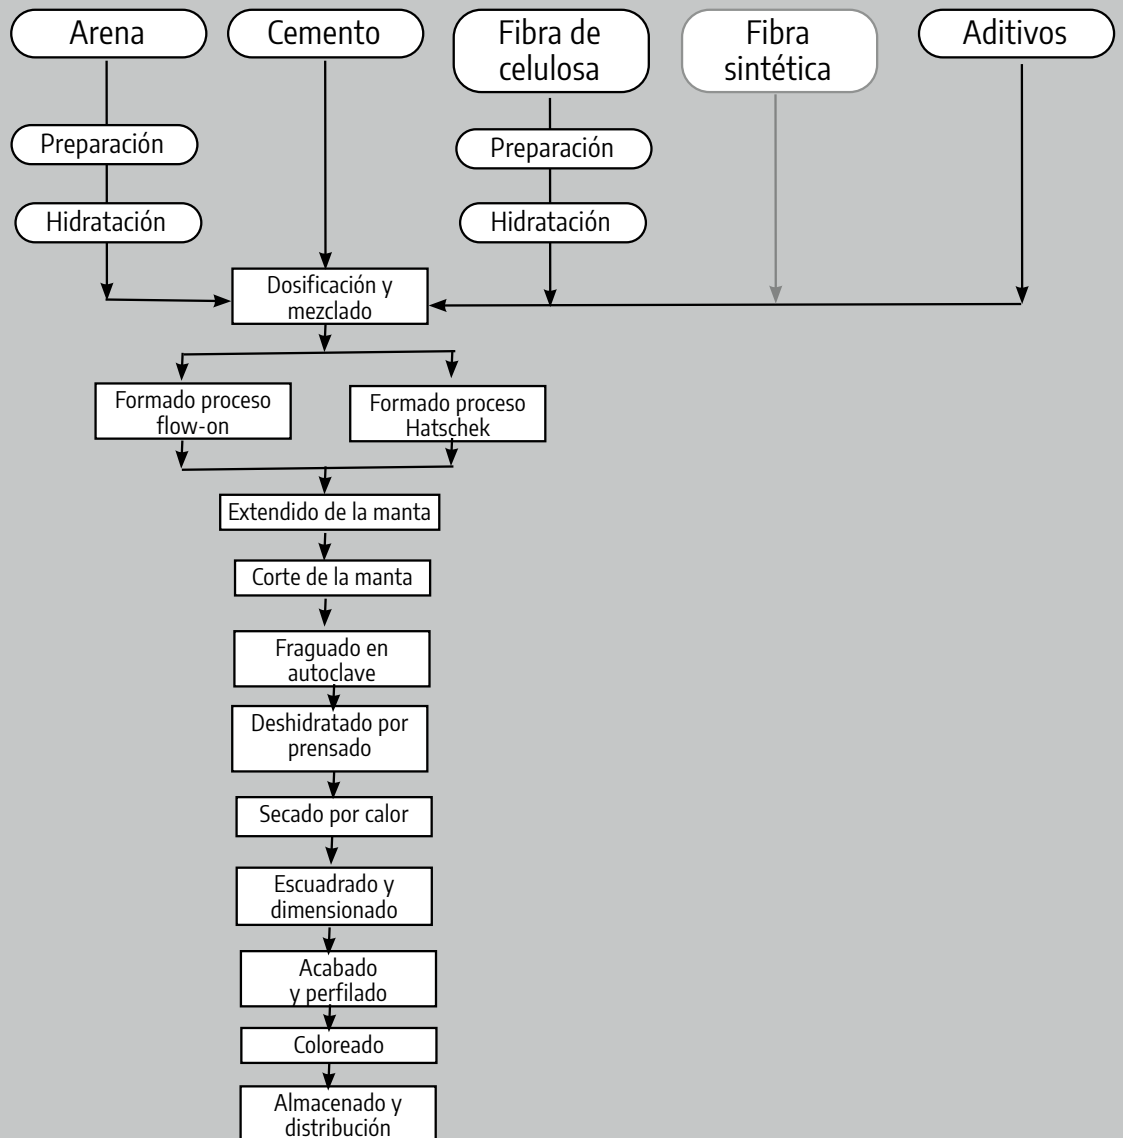 Arena
Cemento
Fibra de
celulosa
Fibra
sintética
Aditivos
Preparación
Preparación
Hidratación
Hidratación
Dosificación y
mezclado
Formado proceso
flow-on
Formado proceso
Hatschek
Extendido de la manta
Corte de la manta
Fraguado en
autoclave
Deshidratado por
prensado
Secado por calor
Escuadrado y
dimensionado
Acabado
y perfilado
Coloreado
Almacenado y
distribución